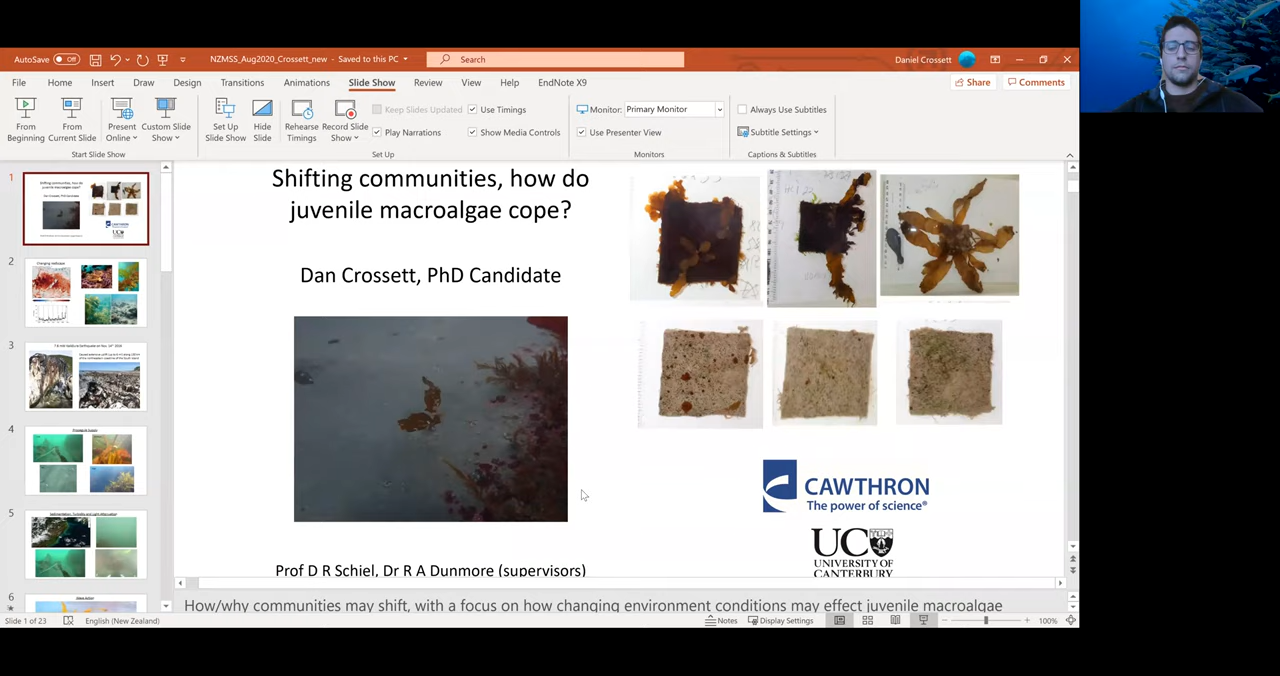 AutoSave Off
NZMSS_Aug2020_Crossett_new - Saved to this PC
Search
Daniel Crossett
File Home Insert Draw Design Transitions Animations Slide Show Review View Help EndNote X9
Share Comments
From Beginning
From Current Slide
Present Online
Custom Slide Show
Set Up Slide Show
Hide Slide
Rehearse Timings
Record Slide Show
Keep Slides Updated
Play Narrations
Use Timings
Show Media Controls
Monitor: Primary Monitor
Use Presenter View
Always Use Subtitles
Subtitle Settings
Start Slide Show
Set Up
Monitors
Captions & Subtitles
1
2
3
4
5
6
Shifting communities, how do
juvenile macroalgae cope?
Dan Crossett, PhD Candidate
CAWTHRON
The power of science®
UC
UNIVERSITY OF
CANTERBURY
Prof D R Schiel, Dr R A Dunmore (supervisors)
How/why communities may shift, with a focus on how changing environment conditions may effect juvenile macroalgae
Slide 1 of 23
English (New Zealand)
Notes
Display Settings
100%